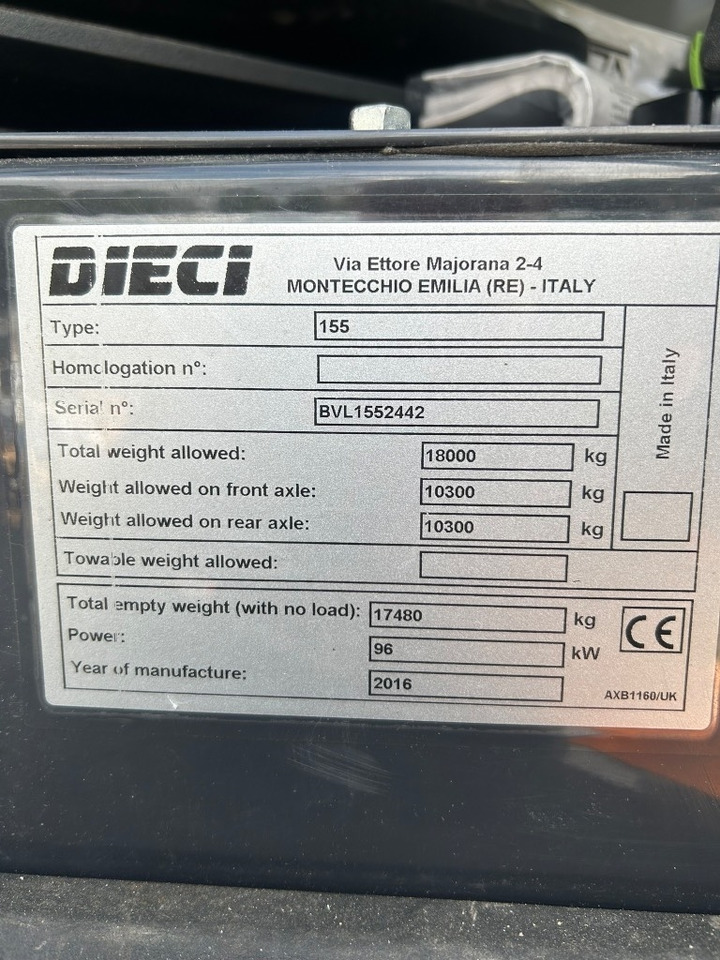 DIECI
Via Ettore Majorana 2-4
MONTECCHIO EMILIA (RE) - ITALY
Type: 155
Homologation n°:
Serial n°: BVL1552442
Made in Italy
Total weight allowed: 18000 kg
Weight allowed on front axle: 10300 kg
Weight allowed on rear axle: 10300 kg
Towable weight allowed:
Total empty weight (with no load): 17480 kg
Power: 96 kW
CE
Year of manufacture: 2016
AXB1160/UK